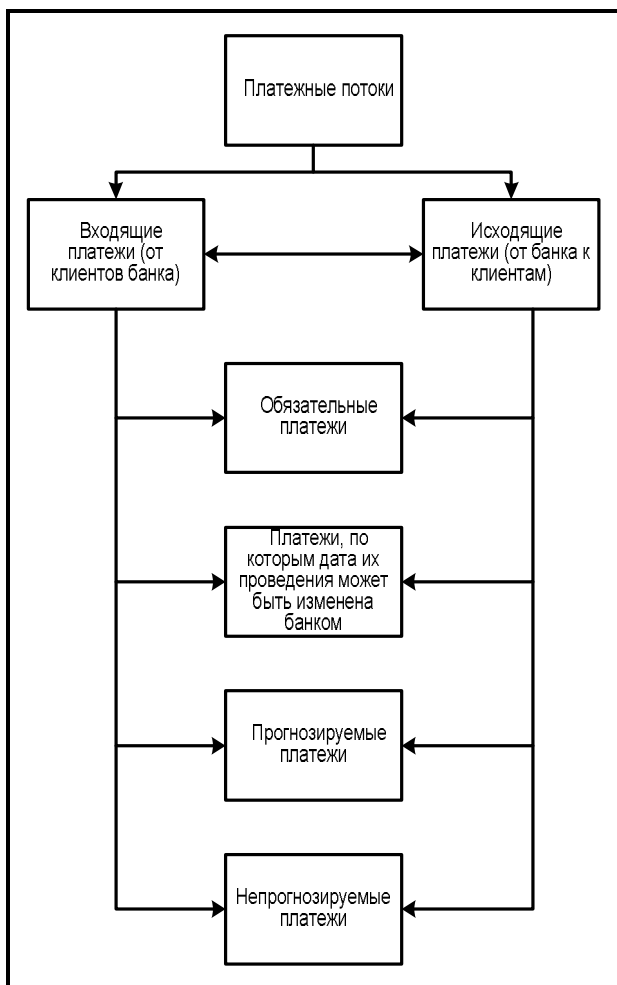 Платежные потоки
Входящие
платежи (от
клиентов банка)
Исходящие
платежи (от банка к
клиентам)
Обязательные
платежи
Платежи, по
которым дата их
проведения может
быть изменена
банком
Прогнозируемые
платежи
Непрогнозируемые
платежи